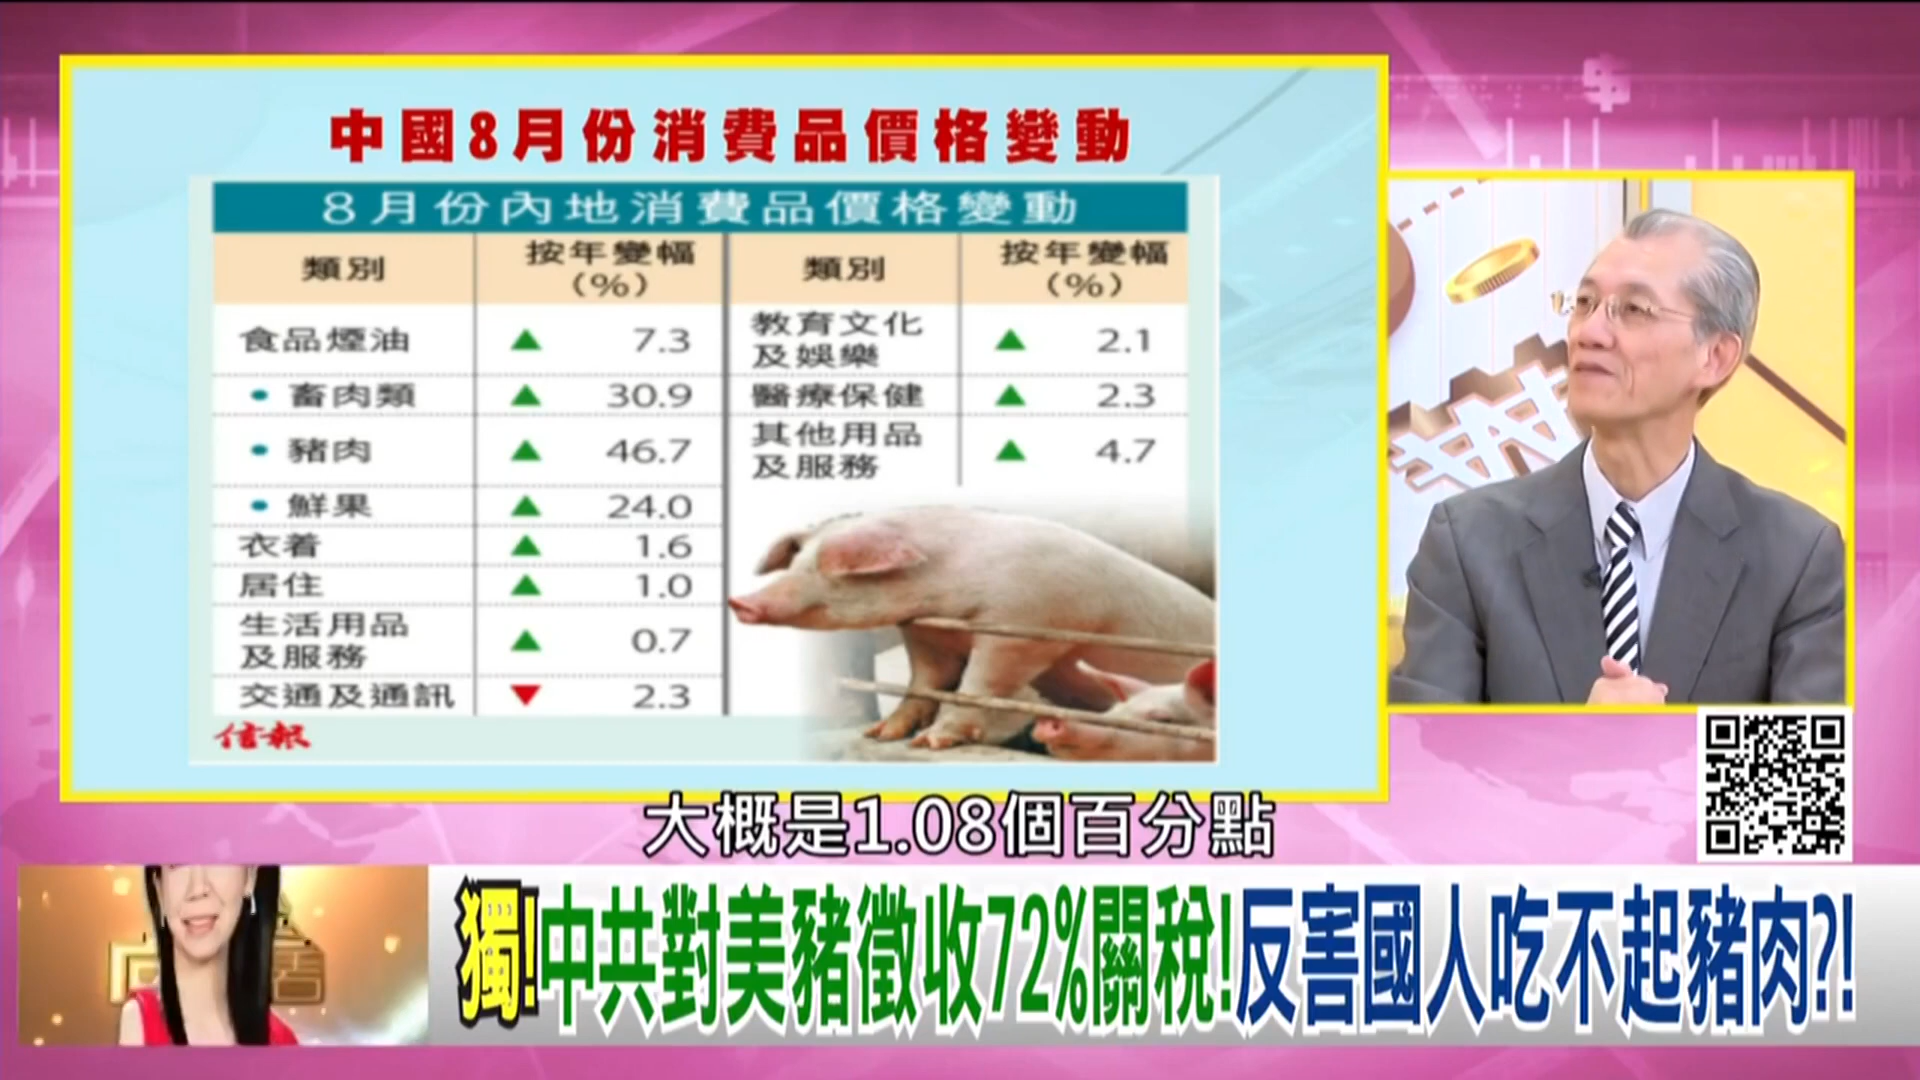 中國8月份消費品價格變動
8月份內地消費品價格變動
類別
按年變幅
(%)
類別
按年變幅
(%)
食品煙油 ▲ 7.3
• 畜肉類 ▲ 30.9
• 豬肉 ▲ 46.7
• 鮮果 ▲ 24.0
衣着 ▲ 1.6
居住 ▲ 1.0
生活用品
及服務 ▲ 0.7
交通及通訊 ▼ 2.3
教育文化
及娛樂 ▲ 2.1
醫療保健 ▲ 2.3
其他用品
及服務 ▲ 4.7
信報
大概是1.08個百分點
獨!中共對美豬徵收72%關稅!反害國人吃不起豬肉?!